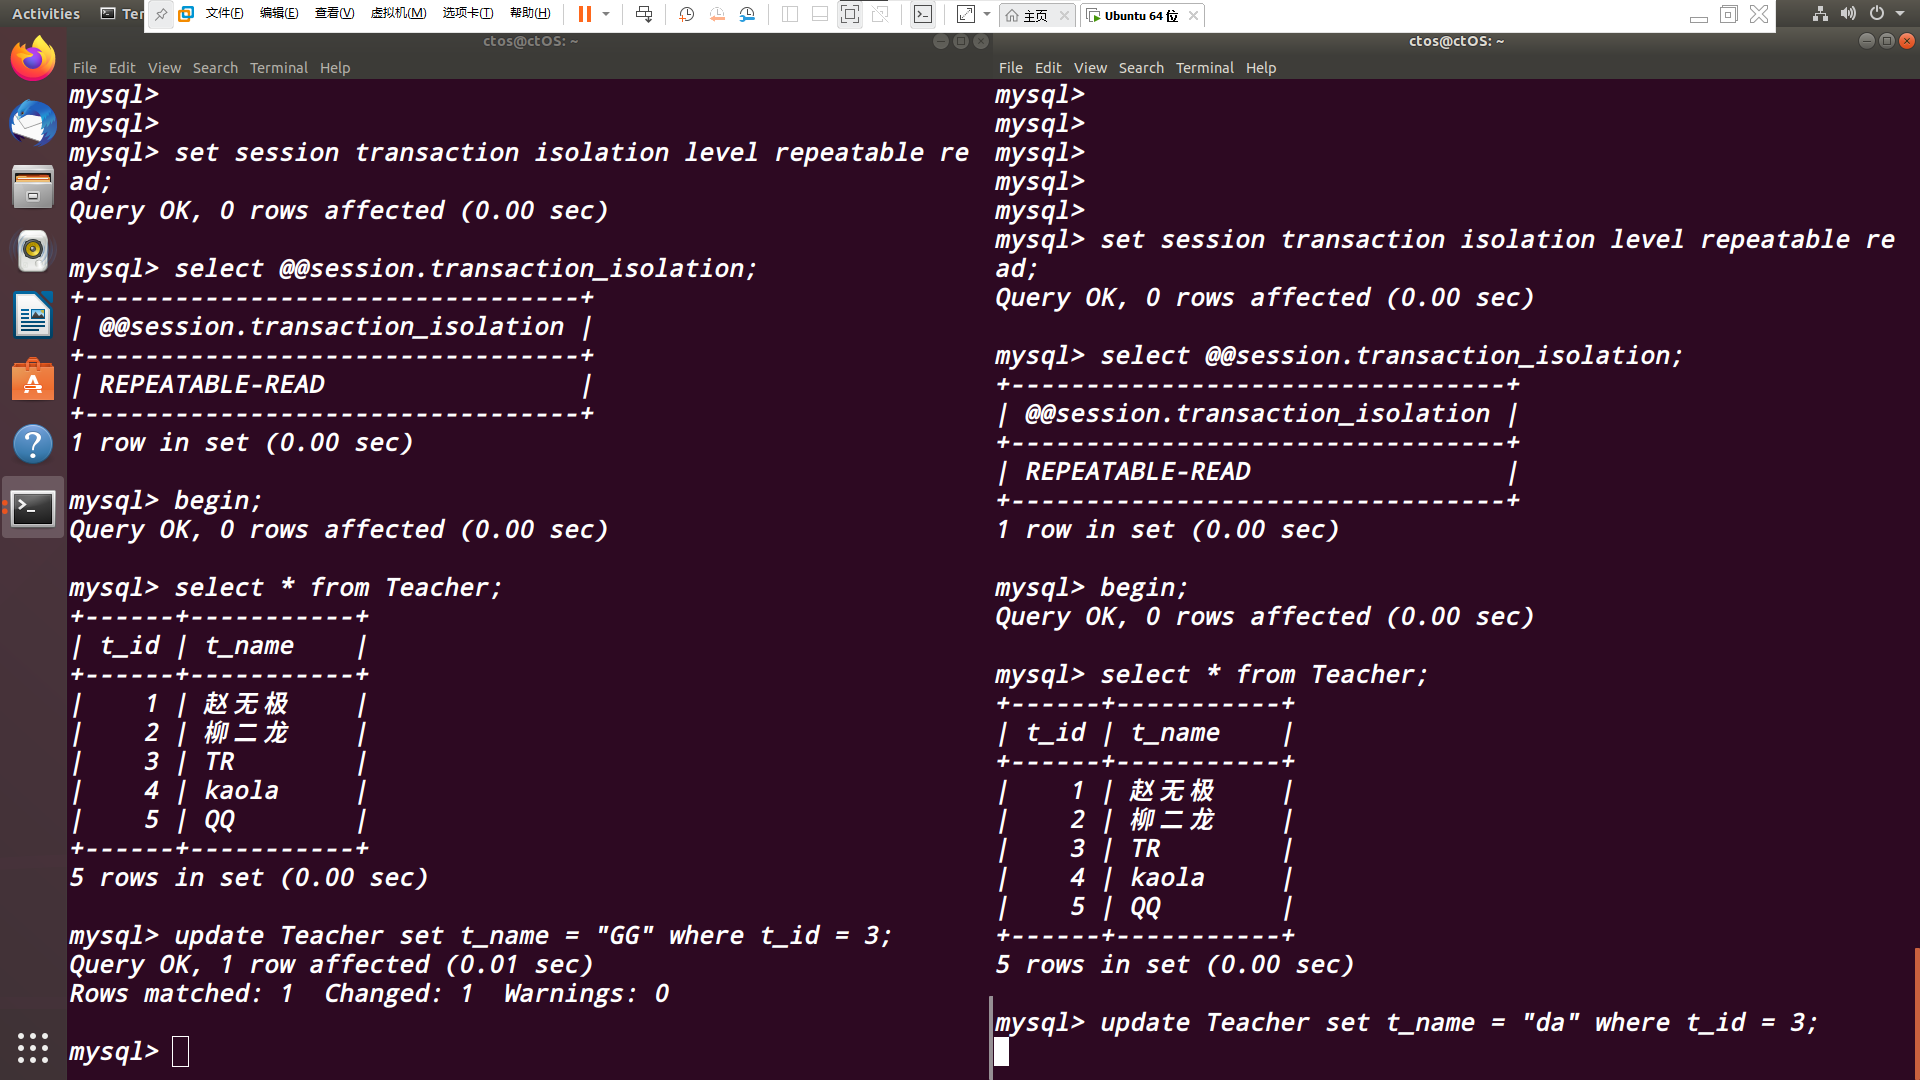 Activities
Ter
文件(F) 编辑(E) 查看(V) 虚拟机(M) 选项卡(T) 帮助(H)
主页
Ubuntu 64 位
ctos@ctOS: ~
File Edit View Search Terminal Help
mysql>
mysql>
mysql> set session transaction isolation level repeatable re
ad;
Query OK, 0 rows affected (0.00 sec)
mysql> select @@session.transaction_isolation;
+---------------------------------+
| @@session.transaction_isolation |
+---------------------------------+
| REPEATABLE-READ                 |
+---------------------------------+
1 row in set (0.00 sec)
mysql> begin;
Query OK, 0 rows affected (0.00 sec)
mysql> select * from Teacher;
+------+-----------+
| t_id | t_name    |
+------+-----------+
|    1 | 赵无极    |
|    2 | 柳二龙    |
|    3 | TR        |
|    4 | kaola     |
|    5 | QQ        |
+------+-----------+
5 rows in set (0.00 sec)
mysql> update Teacher set t_name = "GG" where t_id = 3;
Query OK, 1 row affected (0.01 sec)
Rows matched: 1  Changed: 1  Warnings: 0
mysql>
ctos@ctOS: ~
File Edit View Search Terminal Help
mysql>
mysql>
mysql>
mysql>
mysql>
mysql> set session transaction isolation level repeatable re
ad;
Query OK, 0 rows affected (0.00 sec)
mysql> select @@session.transaction_isolation;
+---------------------------------+
| @@session.transaction_isolation |
+---------------------------------+
| REPEATABLE-READ                 |
+---------------------------------+
1 row in set (0.00 sec)
mysql> begin;
Query OK, 0 rows affected (0.00 sec)
mysql> select * from Teacher;
+------+-----------+
| t_id | t_name    |
+------+-----------+
|    1 | 赵无极    |
|    2 | 柳二龙    |
|    3 | TR        |
|    4 | kaola     |
|    5 | QQ        |
+------+-----------+
5 rows in set (0.00 sec)
mysql> update Teacher set t_name = "da" where t_id = 3;